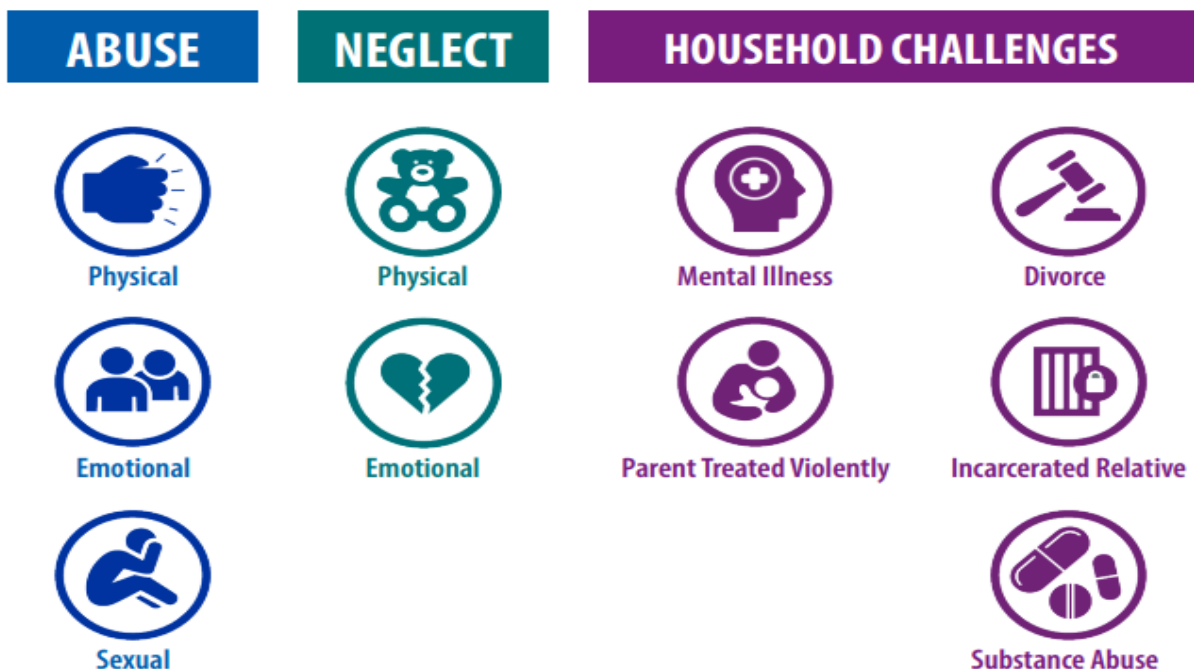 ABUSE
NEGLECT
HOUSEHOLD CHALLENGES
Physical
Physical
Mental Illness
Divorce
Emotional
Emotional
Parent Treated Violently
Incarcerated Relative
Sexual
Substance Abuse